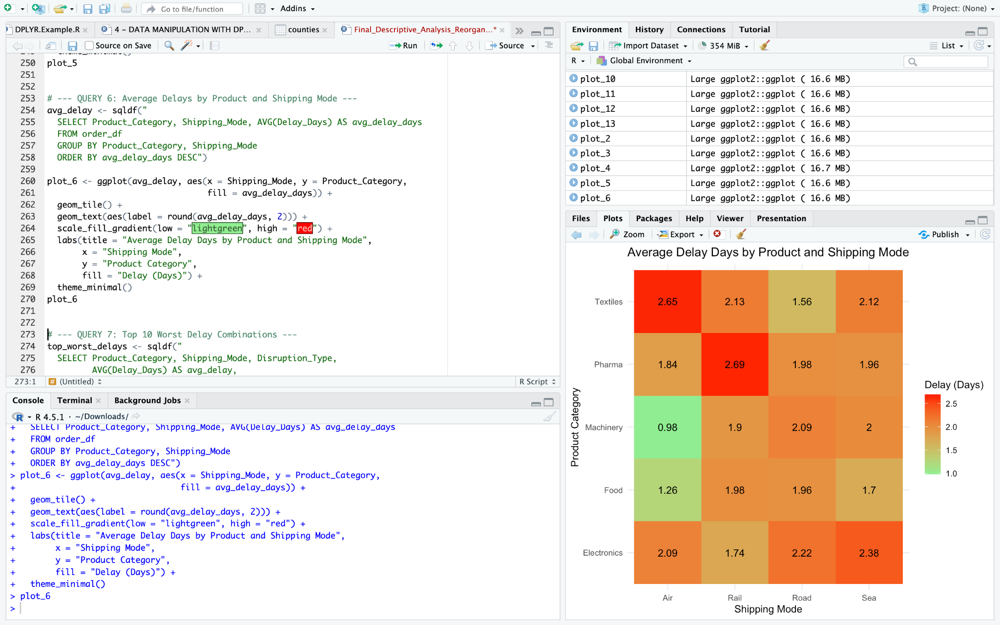 Go to file/function
Addins
Project: (None)
DPLYR.Example.R
4 - DATA MANIPULATION WITH DP...
counties
Final_Descriptive_Analysis_Reorgan...*
Source on Save
Run
Source
250 plot_5
251
252
253 # --- QUERY 6: Average Delays by Product and Shipping Mode ---
254 avg_delay <- sqldf("
255 SELECT Product_Category, Shipping_Mode, AVG(Delay_Days) AS avg_delay_days
256 FROM order_df
257 GROUP BY Product_Category, Shipping_Mode
258 ORDER BY avg_delay_days DESC")
259
260 plot_6 <- ggplot(avg_delay, aes(x = Shipping_Mode, y = Product_Category,
261 fill = avg_delay_days)) +
262 geom_tile() +
263 geom_text(aes(label = round(avg_delay_days, 2))) +
264 scale_fill_gradient(low = "lightgreen", high = "red") +
265 labs(title = "Average Delay Days by Product and Shipping Mode",
266 x = "Shipping Mode",
267 y = "Product Category",
268 fill = "Delay (Days)") +
269 theme_minimal()
270 plot_6
271
272
273 # --- QUERY 7: Top 10 Worst Delay Combinations ---
274 top_worst_delays <- sqldf("
275 SELECT Product_Category, Shipping_Mode, Disruption_Type,
276 AVG(Delay_Days) AS avg_delay,
273:1
(Untitled)
R Script
Console
Terminal
Background Jobs
R 4.5.1 · ~/Downloads/
+ SELECT Product_Category, Shipping_Mode, AVG(Delay_Days) AS avg_delay_days
+ FROM order_df
+ GROUP BY Product_Category, Shipping_Mode
+ ORDER BY avg_delay_days DESC")
> plot_6 <- ggplot(avg_delay, aes(x = Shipping_Mode, y = Product_Category,
+ fill = avg_delay_days)) +
+ geom_tile() +
+ geom_text(aes(label = round(avg_delay_days, 2))) +
+ scale_fill_gradient(low = "lightgreen", high = "red") +
+ labs(title = "Average Delay Days by Product and Shipping Mode",
+ x = "Shipping Mode",
+ y = "Product Category",
+ fill = "Delay (Days)") +
+ theme_minimal()
> plot_6
>
Environment
History
Connections
Tutorial
Import Dataset
354 MiB
List
R
Global Environment
plot_10 Large ggplot2::ggplot ( 16.6 MB)
plot_11 Large ggplot2::ggplot ( 16.6 MB)
plot_12 Large ggplot2::ggplot ( 16.6 MB)
plot_13 Large ggplot2::ggplot ( 16.6 MB)
plot_2 Large ggplot2::ggplot ( 16.6 MB)
plot_3 Large ggplot2::ggplot ( 16.6 MB)
plot_4 Large ggplot2::ggplot ( 16.7 MB)
plot_5 Large ggplot2::ggplot ( 16.6 MB)
plot_6 Large ggplot2::ggplot ( 16.6 MB)
Files
Plots
Packages
Help
Viewer
Presentation
Zoom
Export
Publish
Average Delay Days by Product and Shipping Mode
Textiles 2.65 2.13 1.56 2.12
Pharma 1.84 2.69 1.98 1.96
Machinery 0.98 1.9 2.09 2
Food 1.26 1.98 1.96 1.7
Electronics 2.09 1.74 2.22 2.38
Air Rail Road Sea
Shipping Mode
Product Category
Delay (Days)
2.5
2.0
1.5
1.0